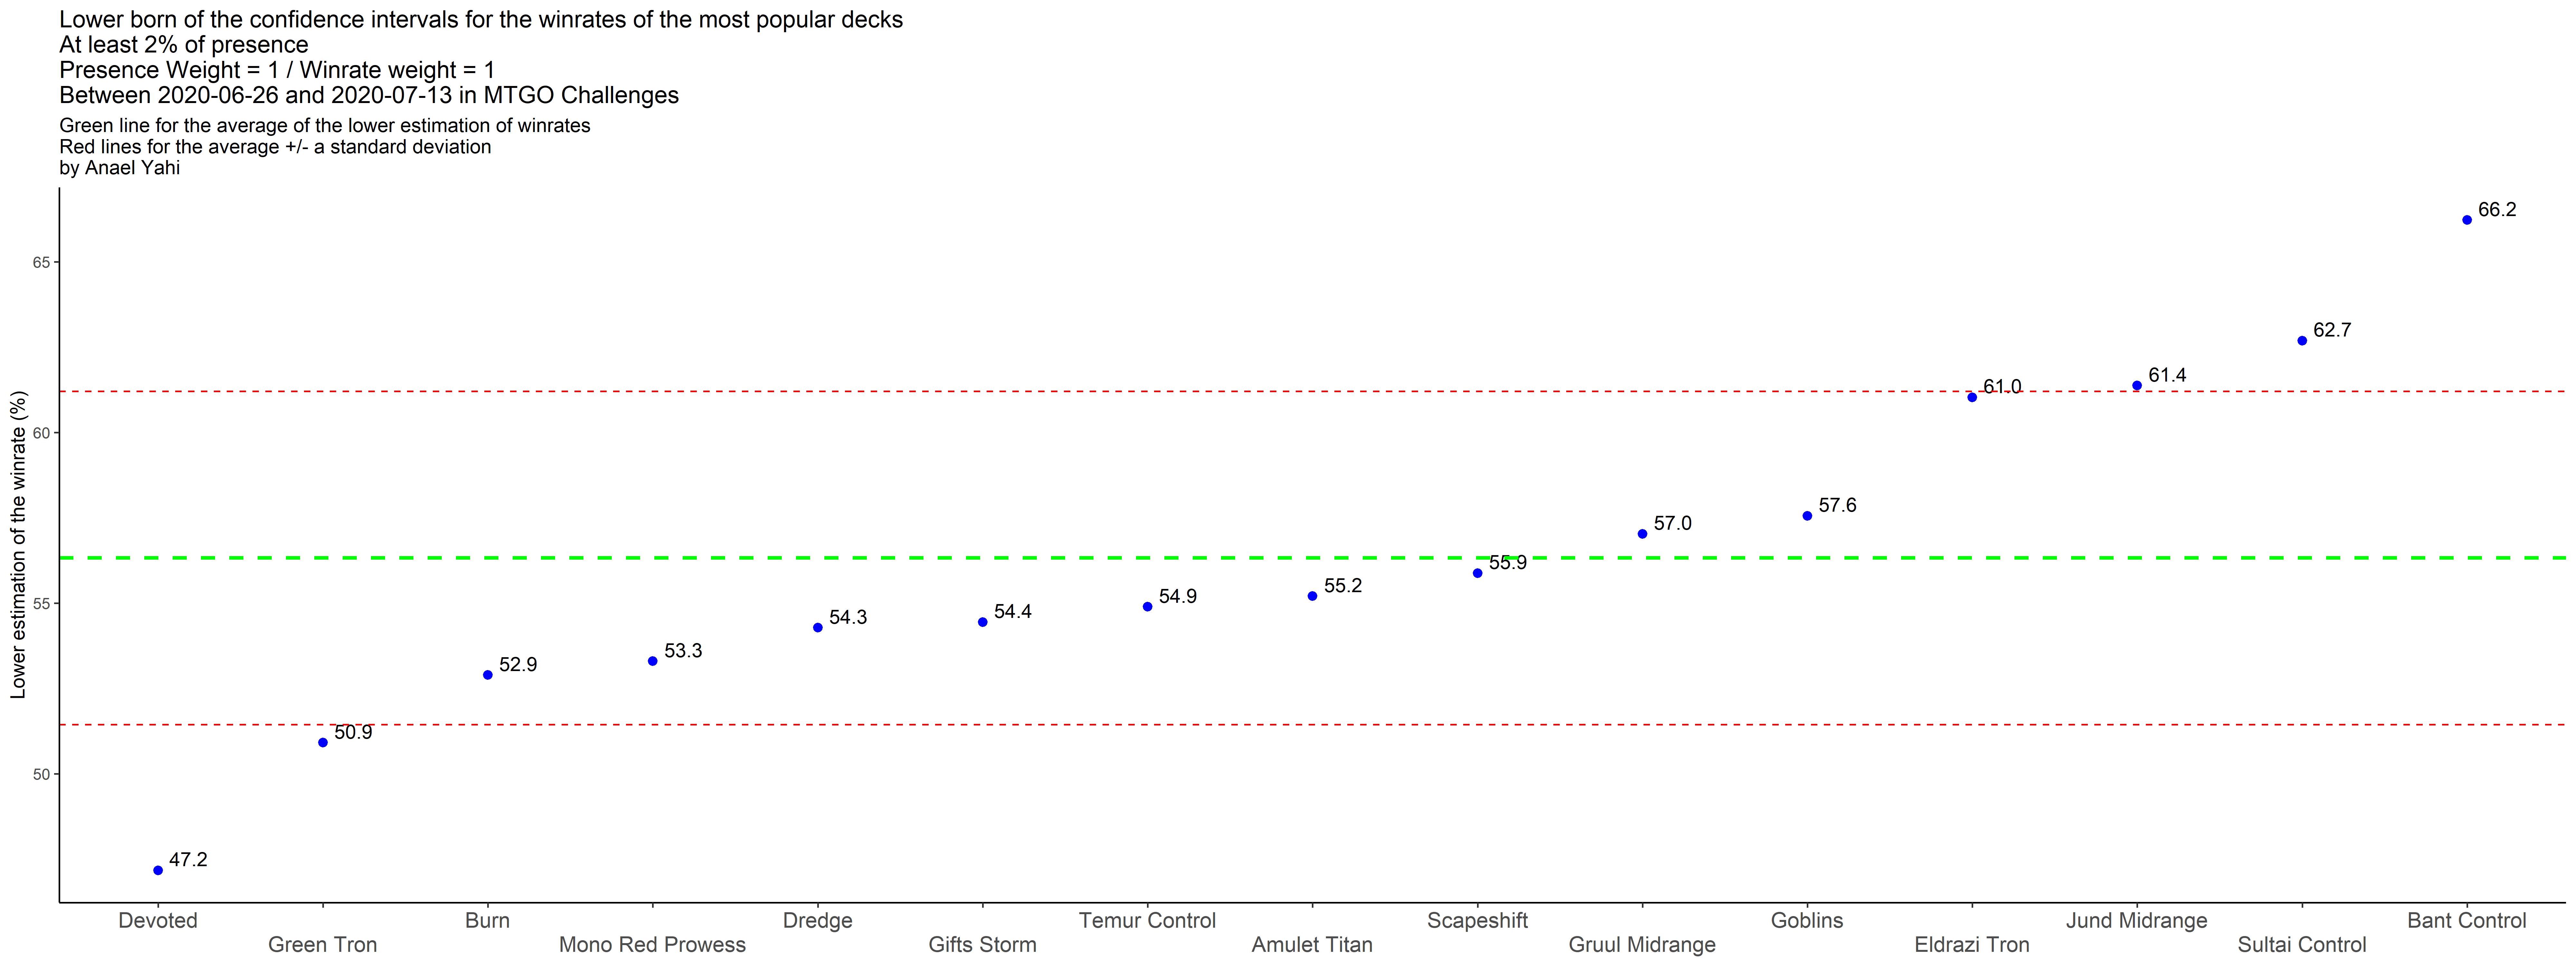 Lower born of the confidence intervals for the winrates of the most popular decks
At least 2% of presence
Presence Weight = 1 / Winrate weight = 1
Between 2020-06-26 and 2020-07-13 in MTGO Challenges
Green line for the average of the lower estimation of winrates
Red lines for the average +/- a standard deviation
by Anael Yahi
Lower estimation of the winrate (%)
65
60
55
50
47.2
50.9
52.9
53.3
54.3
54.4
54.9
55.2
55.9
57.0
57.6
61.0
61.4
62.7
66.2
Devoted
Green Tron
Burn
Mono Red Prowess
Dredge
Gifts Storm
Temur Control
Amulet Titan
Scapeshift
Gruul Midrange
Goblins
Eldrazi Tron
Jund Midrange
Sultai Control
Bant Control